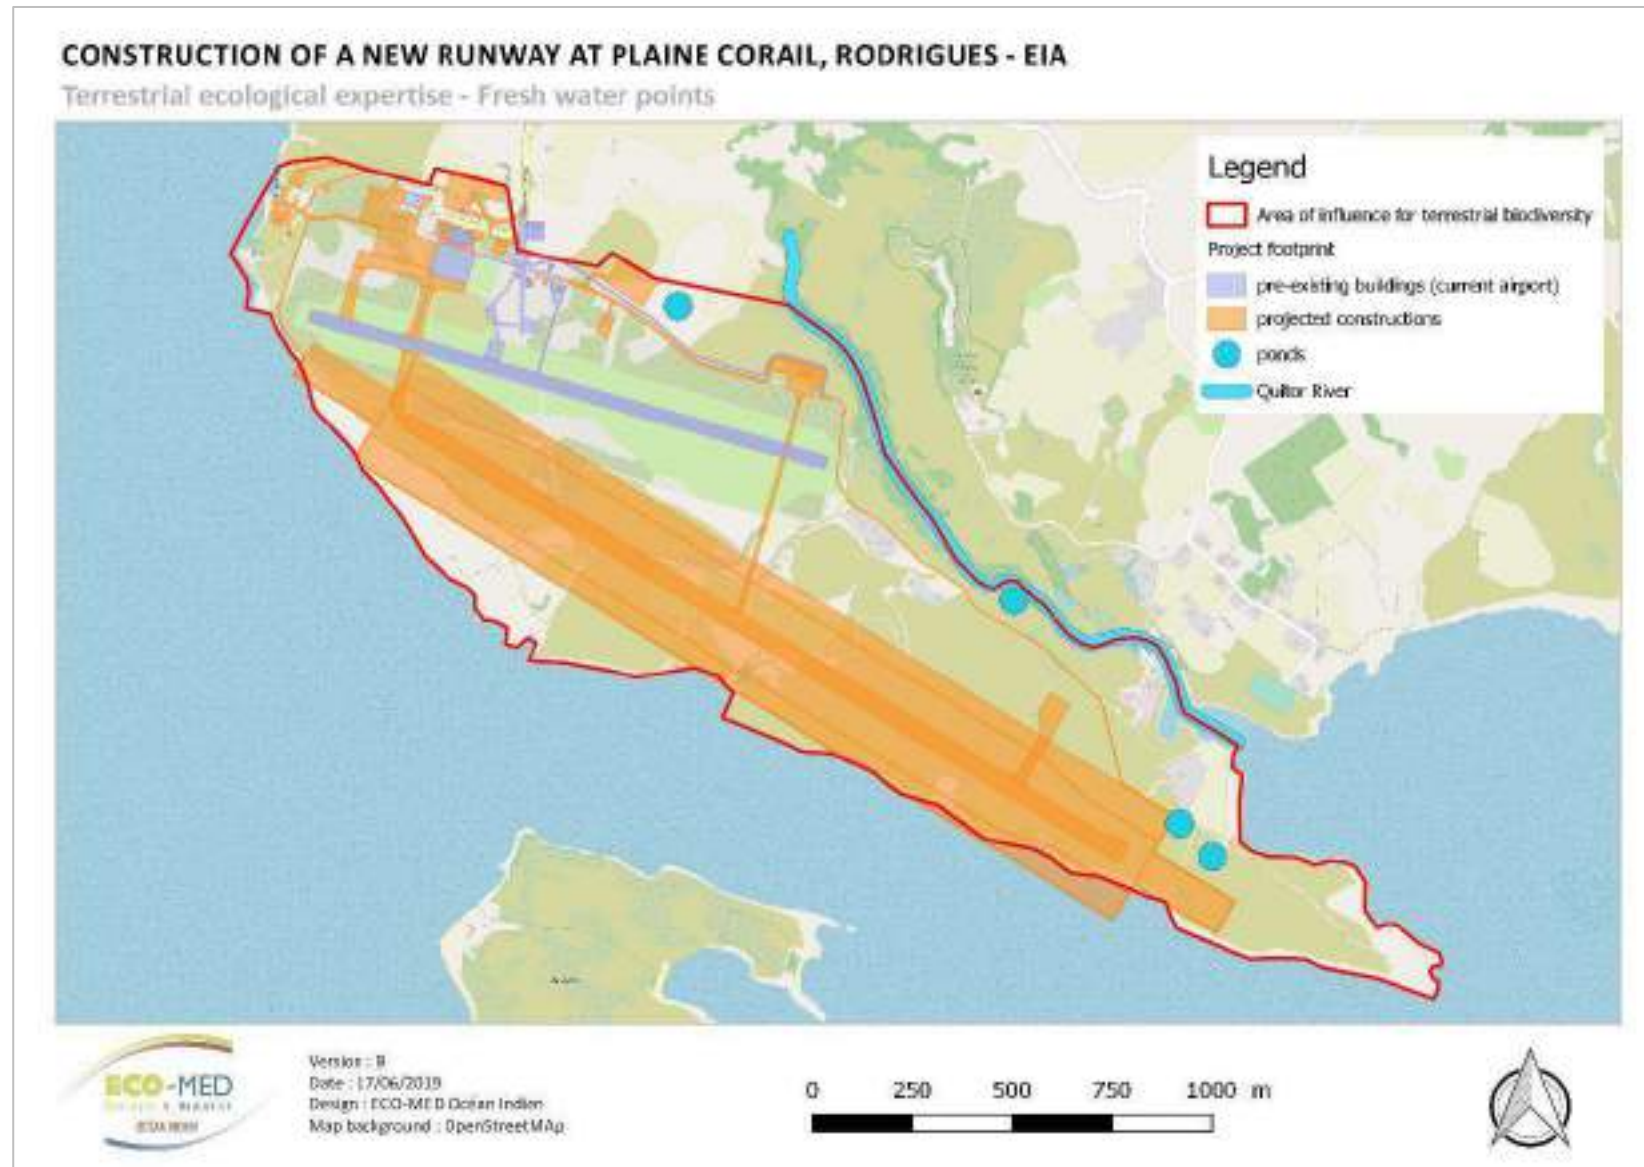 CONSTRUCTION OF A NEW RUNWAY AT PLAINE CORAIL, RODRIGUES - EIA
Terrestrial ecological expertise - Fresh water points
Legend
Area of influence for terrestrial biodiversity
Project footprint
pre-existing buildings (current airport)
projected constructions
ponds
Quitor River
ECO-MED
OCEAN INDIEN
Version : B
Date : 17/06/2019
Design : ECO-MED Océan Indien
Map background : OpenStreetMAp
0 250 500 750 1000 m